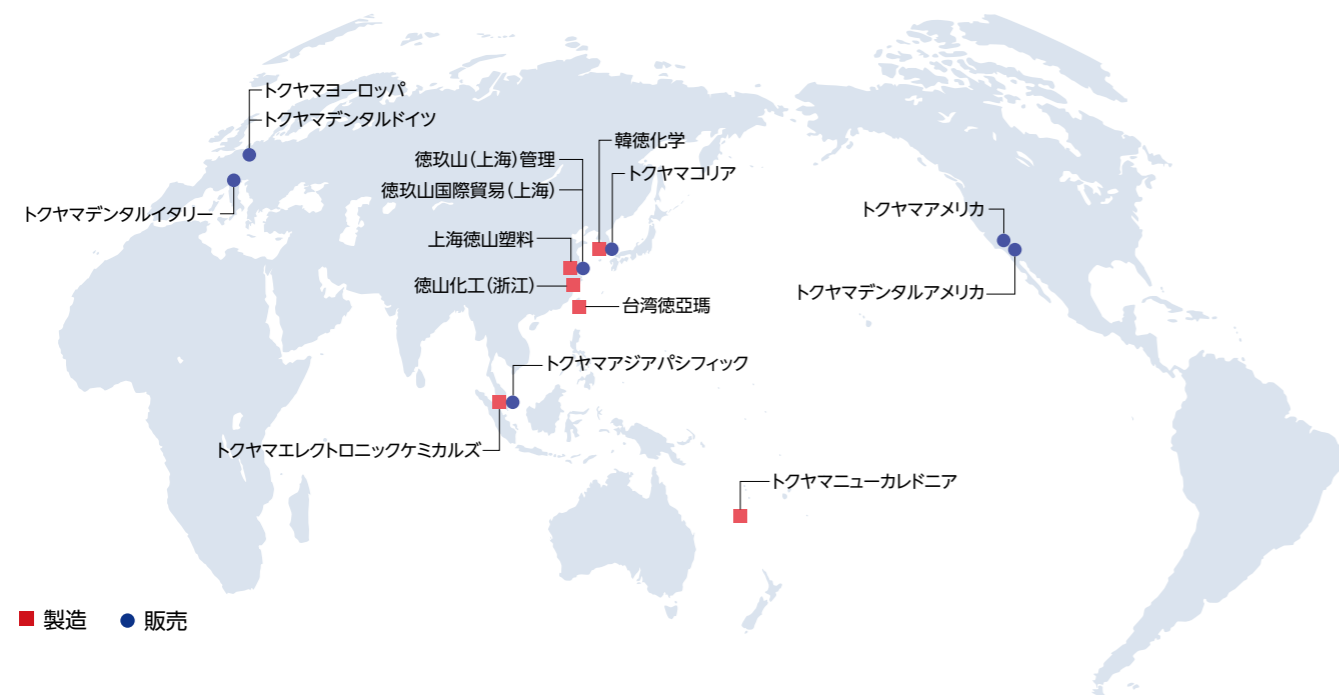 トクヤマヨーロッパ
トクヤマデンタルドイツ
トクヤマデンタルイタリー
徳玖山(上海)管理
徳玖山国際貿易(上海)
上海徳山塑料
徳山化工(浙江)
韓徳化学
トクヤマコリア
台湾徳亞瑪
トクヤマアジアパシフィック
トクヤマエレクトロニックケミカルズ
トクヤマニューカレドニア
トクヤマアメリカ
トクヤマデンタルアメリカ
製造
販売